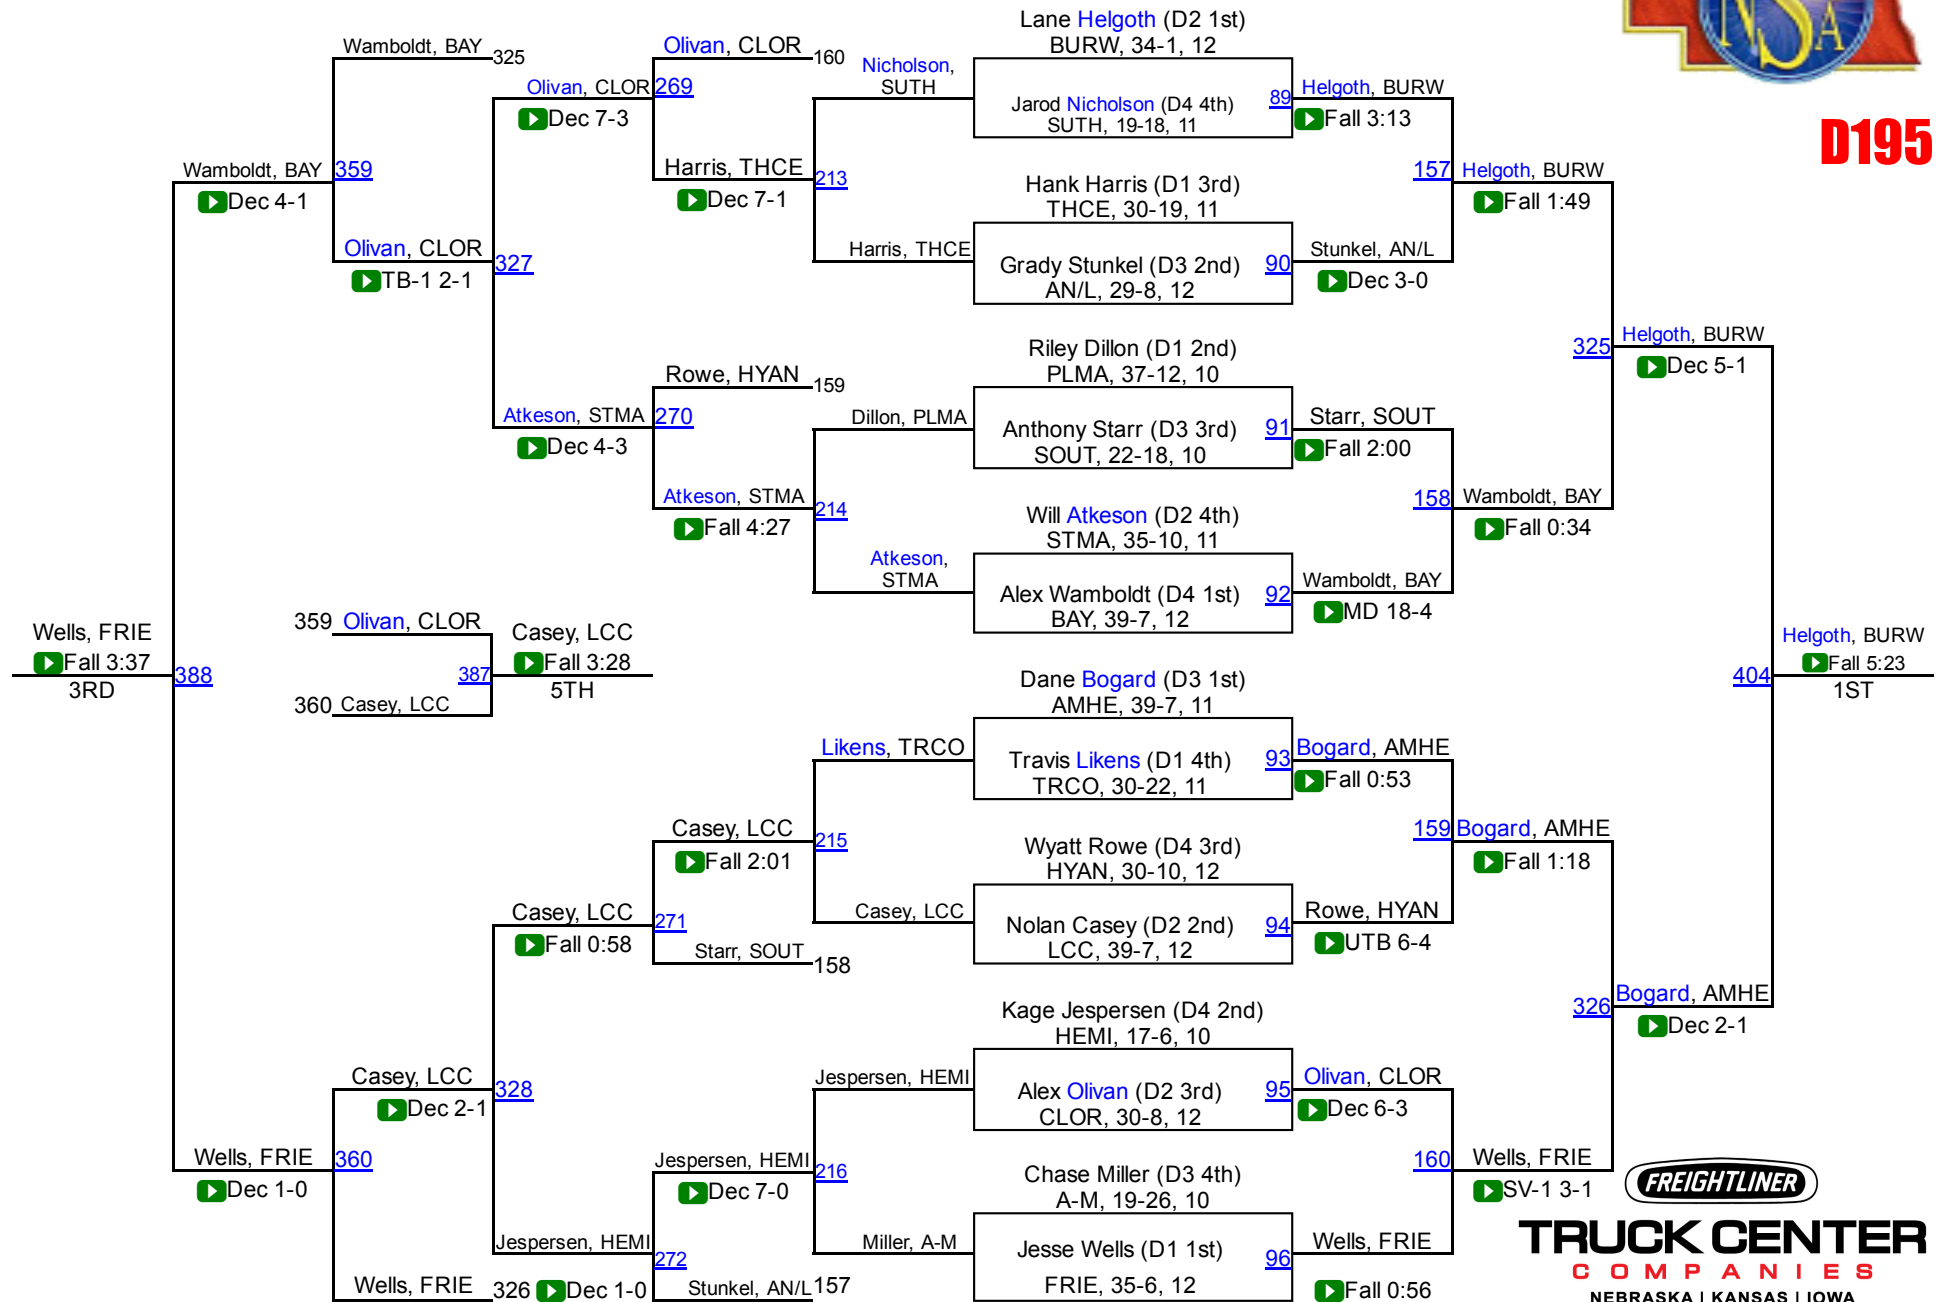 NSA
D195
Wamboldt, BAY
325
Olivan, CLOR
160
Olivan, CLOR
269
Dec 7-3
Nicholson,
SUTH
Lane Helgoth (D2 1st)
BURW, 34-1, 12
Jarod Nicholson (D4 4th)
SUTH, 19-18, 11
89
Helgoth, BURW
Fall 3:13
Wamboldt, BAY
359
Dec 4-1
Harris, THCE
213
Dec 7-1
Hank Harris (D1 3rd)
THCE, 30-19, 11
157
Helgoth, BURW
Fall 1:49
Olivan, CLOR
327
TB-1 2-1
Harris, THCE
Grady Stunkel (D3 2nd)
AN/L, 29-8, 12
90
Stunkel, AN/L
Dec 3-0
Riley Dillon (D1 2nd)
PLMA, 37-12, 10
325
Helgoth, BURW
Dec 5-1
Rowe, HYAN
159
Atkeson, STMA
270
Dec 4-3
Dillon, PLMA
Anthony Starr (D3 3rd)
SOUT, 22-18, 10
91
Starr, SOUT
Fall 2:00
Atkeson, STMA
214
Fall 4:27
Will Atkeson (D2 4th)
STMA, 35-10, 11
158
Wamboldt, BAY
Fall 0:34
Atkeson,
STMA
Alex Wamboldt (D4 1st)
BAY, 39-7, 12
92
Wamboldt, BAY
MD 18-4
Wells, FRIE
Fall 3:37
3RD
388
359 Olivan, CLOR
360 Casey, LCC
387
Casey, LCC
Fall 3:28
5TH
404
Helgoth, BURW
Fall 5:23
1ST
Dane Bogard (D3 1st)
AMHE, 39-7, 11
Likens, TRCO
Travis Likens (D1 4th)
TRCO, 30-22, 11
93
Bogard, AMHE
Fall 0:53
Casey, LCC
215
Fall 2:01
Wyatt Rowe (D4 3rd)
HYAN, 30-10, 12
159
Bogard, AMHE
Fall 1:18
Casey, LCC
271
Fall 0:58
Casey, LCC
Nolan Casey (D2 2nd)
LCC, 39-7, 12
94
Rowe, HYAN
UTB 6-4
Starr, SOUT
158
Kage Jespersen (D4 2nd)
HEMI, 17-6, 10
326
Bogard, AMHE
Dec 2-1
Casey, LCC
328
Dec 2-1
Jespersen, HEMI
Alex Olivan (D2 3rd)
CLOR, 30-8, 12
95
Olivan, CLOR
Dec 6-3
Wells, FRIE
360
Dec 1-0
Jespersen, HEMI
216
Dec 7-0
Chase Miller (D3 4th)
A-M, 19-26, 10
160
Wells, FRIE
SV-1 3-1
Jespersen, HEMI
272
Dec 1-0
Miller, A-M
Jesse Wells (D1 1st)
FRIE, 35-6, 12
96
Wells, FRIE
Fall 0:56
Wells, FRIE
326
Stunkel, AN/L
157
FREIGHTLINER
TRUCK CENTER
COMPANIES
NEBRASKA | KANSAS | IOWA